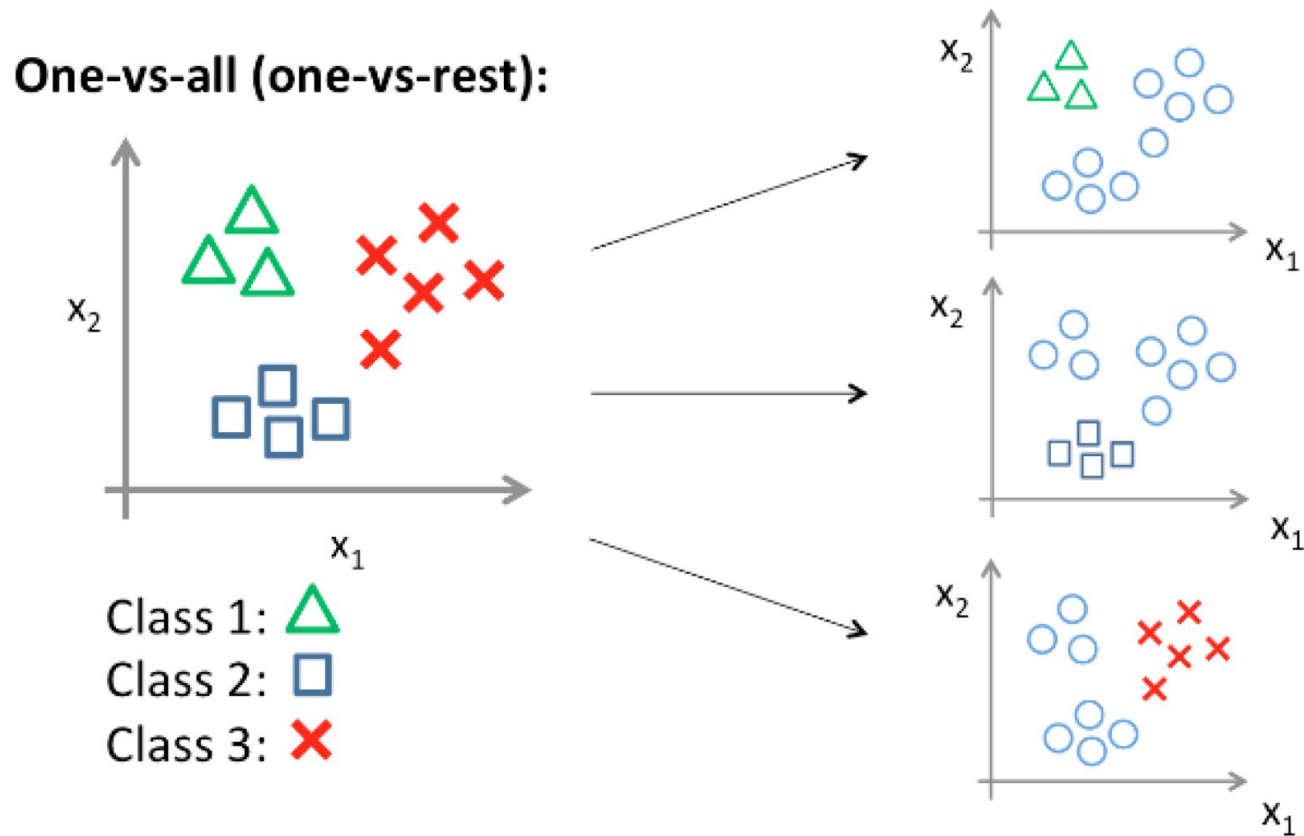 One-vs-all (one-vs-rest):
x₂
x₁
Class 1:
Class 2:
Class 3:
x₂
x₁
x₂
x₁
x₂
x₁